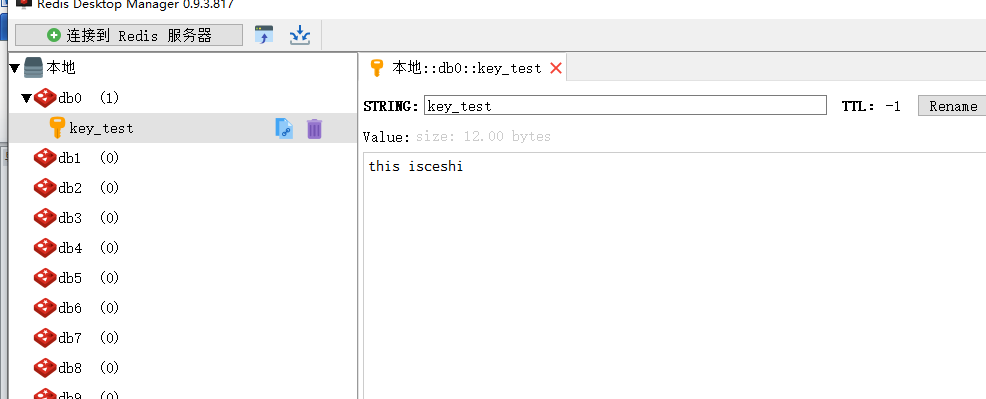 Redis Desktop Manager 0.9.3.817
连接到 Redis 服务器
本地
db0 (1)
key_test
db1 (0)
db2 (0)
db3 (0)
db4 (0)
db5 (0)
db6 (0)
db7 (0)
db8 (0)
db9 (0)
本地::db0::key_test
STRING: key_test TTL: -1 Rename
Value: size: 12.00 bytes
this isceshi